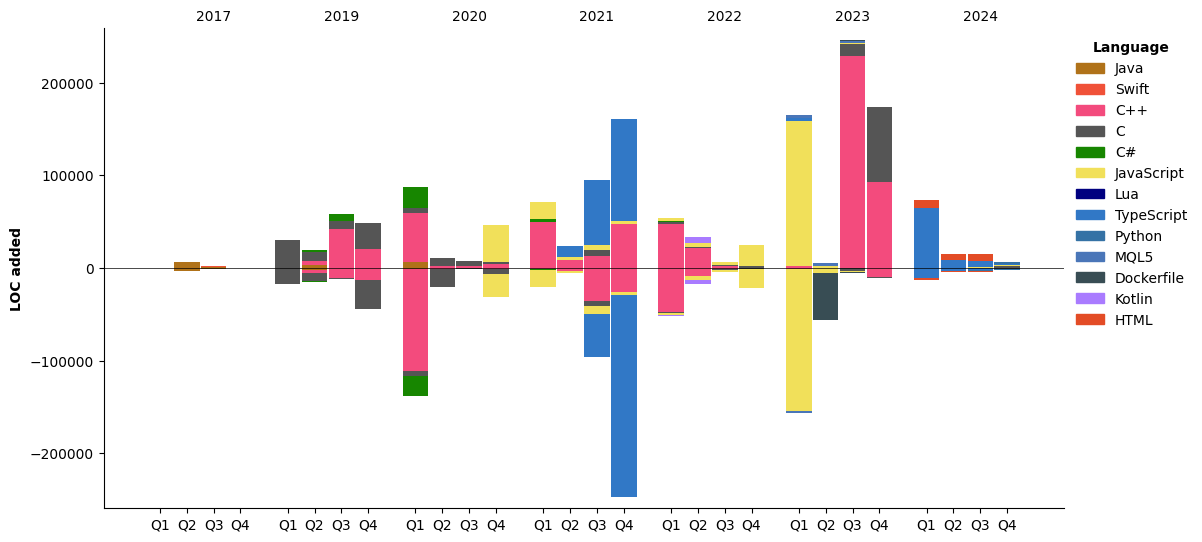 2017 2019 2020 2021 2022 2023 2024
LOC added
200000
100000
0
−100000
−200000
Q1 Q2 Q3 Q4 Q1 Q2 Q3 Q4 Q1 Q2 Q3 Q4 Q1 Q2 Q3 Q4 Q1 Q2 Q3 Q4 Q1 Q2 Q3 Q4 Q1 Q2 Q3 Q4
Language
Java
Swift
C++
C
C#
JavaScript
Lua
TypeScript
Python
MQL5
Dockerfile
Kotlin
HTML